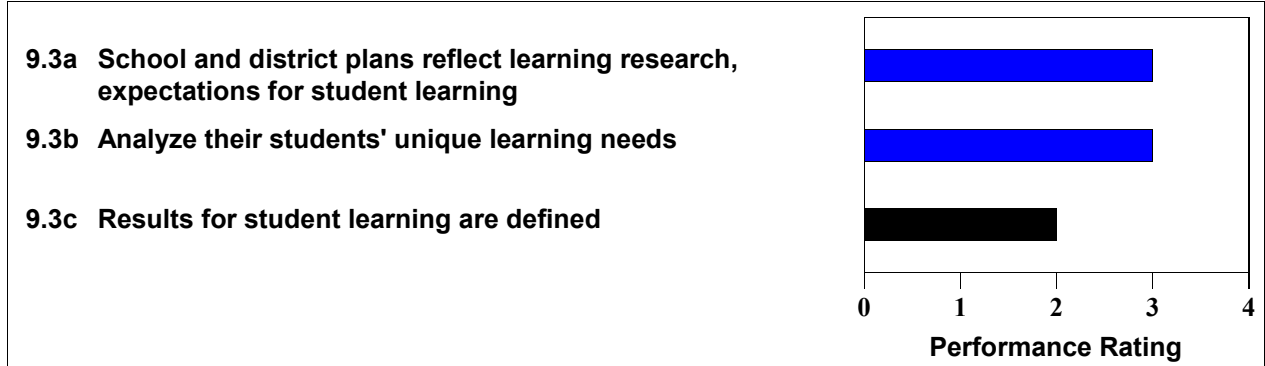 9.3a School and district plans reflect learning research,
expectations for student learning
9.3b Analyze their students' unique learning needs
9.3c Results for student learning are defined
0 1 2 3 4
Performance Rating